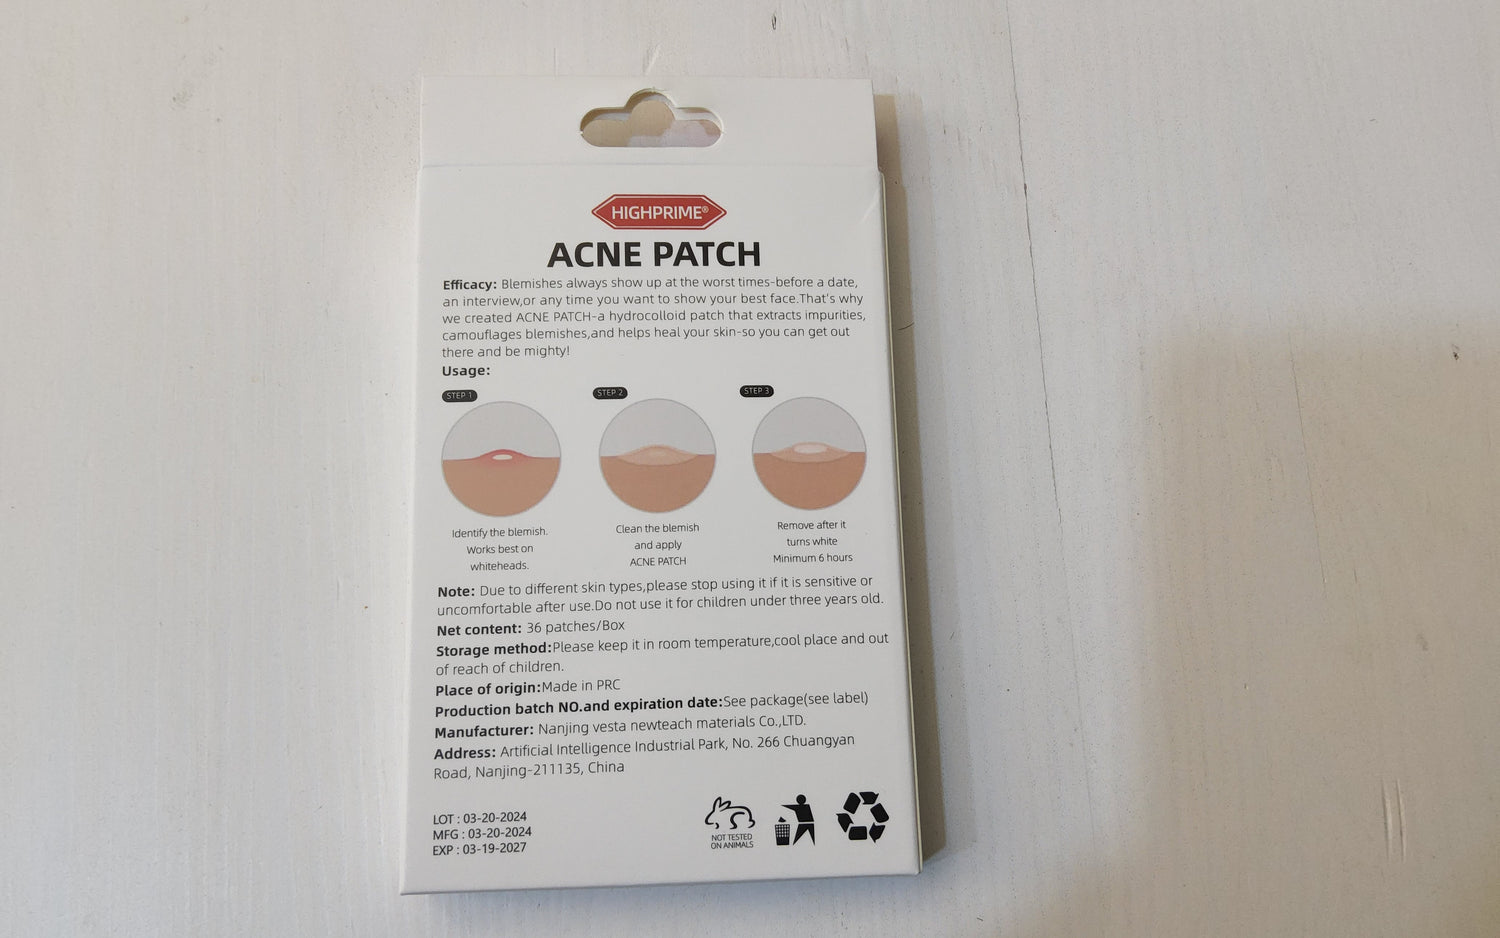 HIGHPRIME®
ACNE PATCH
Efficacy: Blemishes always show up at the worst times-before a date,
an interview,or any time you want to show your best face.That's why
we created ACNE PATCH-a hydrocolloid patch that extracts impurities,
camouflages blemishes,and helps heal your skin-so you can get out
there and be mighty!
Usage:
STEP 1
STEP 2
STEP 3
Identify the blemish.
Works best on
whiteheads.
Clean the blemish
and apply
ACNE PATCH
Remove after it
turns white
Minimum 6 hours
Note: Due to different skin types,please stop using it if it is sensitive or
uncomfortable after use.Do not use it for children under three years old.
Net content: 36 patches/Box
Storage method:Please keep it in room temperature,cool place and out
of reach of children.
Place of origin:Made in PRC
Production batch NO.and expiration date:See package(see label)
Manufacturer: Nanjing vesta newteach materials Co.,LTD.
Address: Artificial Intelligence Industrial Park, No. 266 Chuangyan
Road, Nanjing-211135, China
LOT : 03-20-2024
MFG : 03-20-2024
EXP : 03-19-2027
NOT TESTED
ON ANIMALS